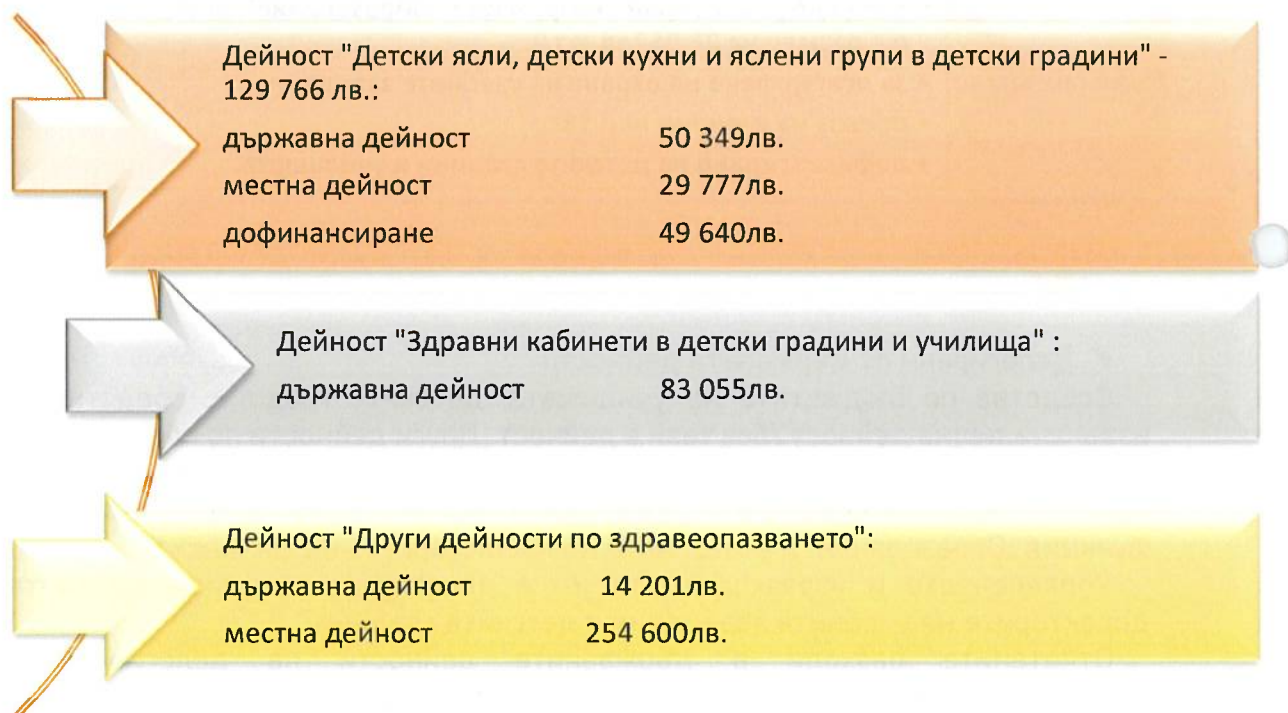 Дейност "Детски ясли, детски кухни и яслени групи в детски градини" -
129 766 лв.:
държавна дейност 50 349лв.
местна дейност 29 777лв.
дофинансиране 49 640лв.
Дейност "Здравни кабинети в детски градини и училища" :
държавна дейност 83 055лв.
Дейност "Други дейности по здравеопазването":
държавна дейност 14 201лв.
местна дейност 254 600лв.